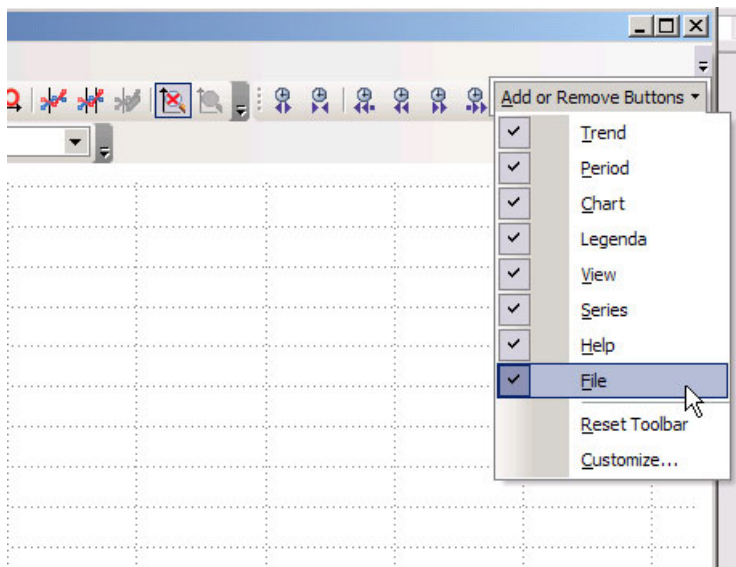 Add or Remove Buttons
Trend
Period
Chart
Legenda
View
Series
Help
File
Reset Toolbar
Customize...